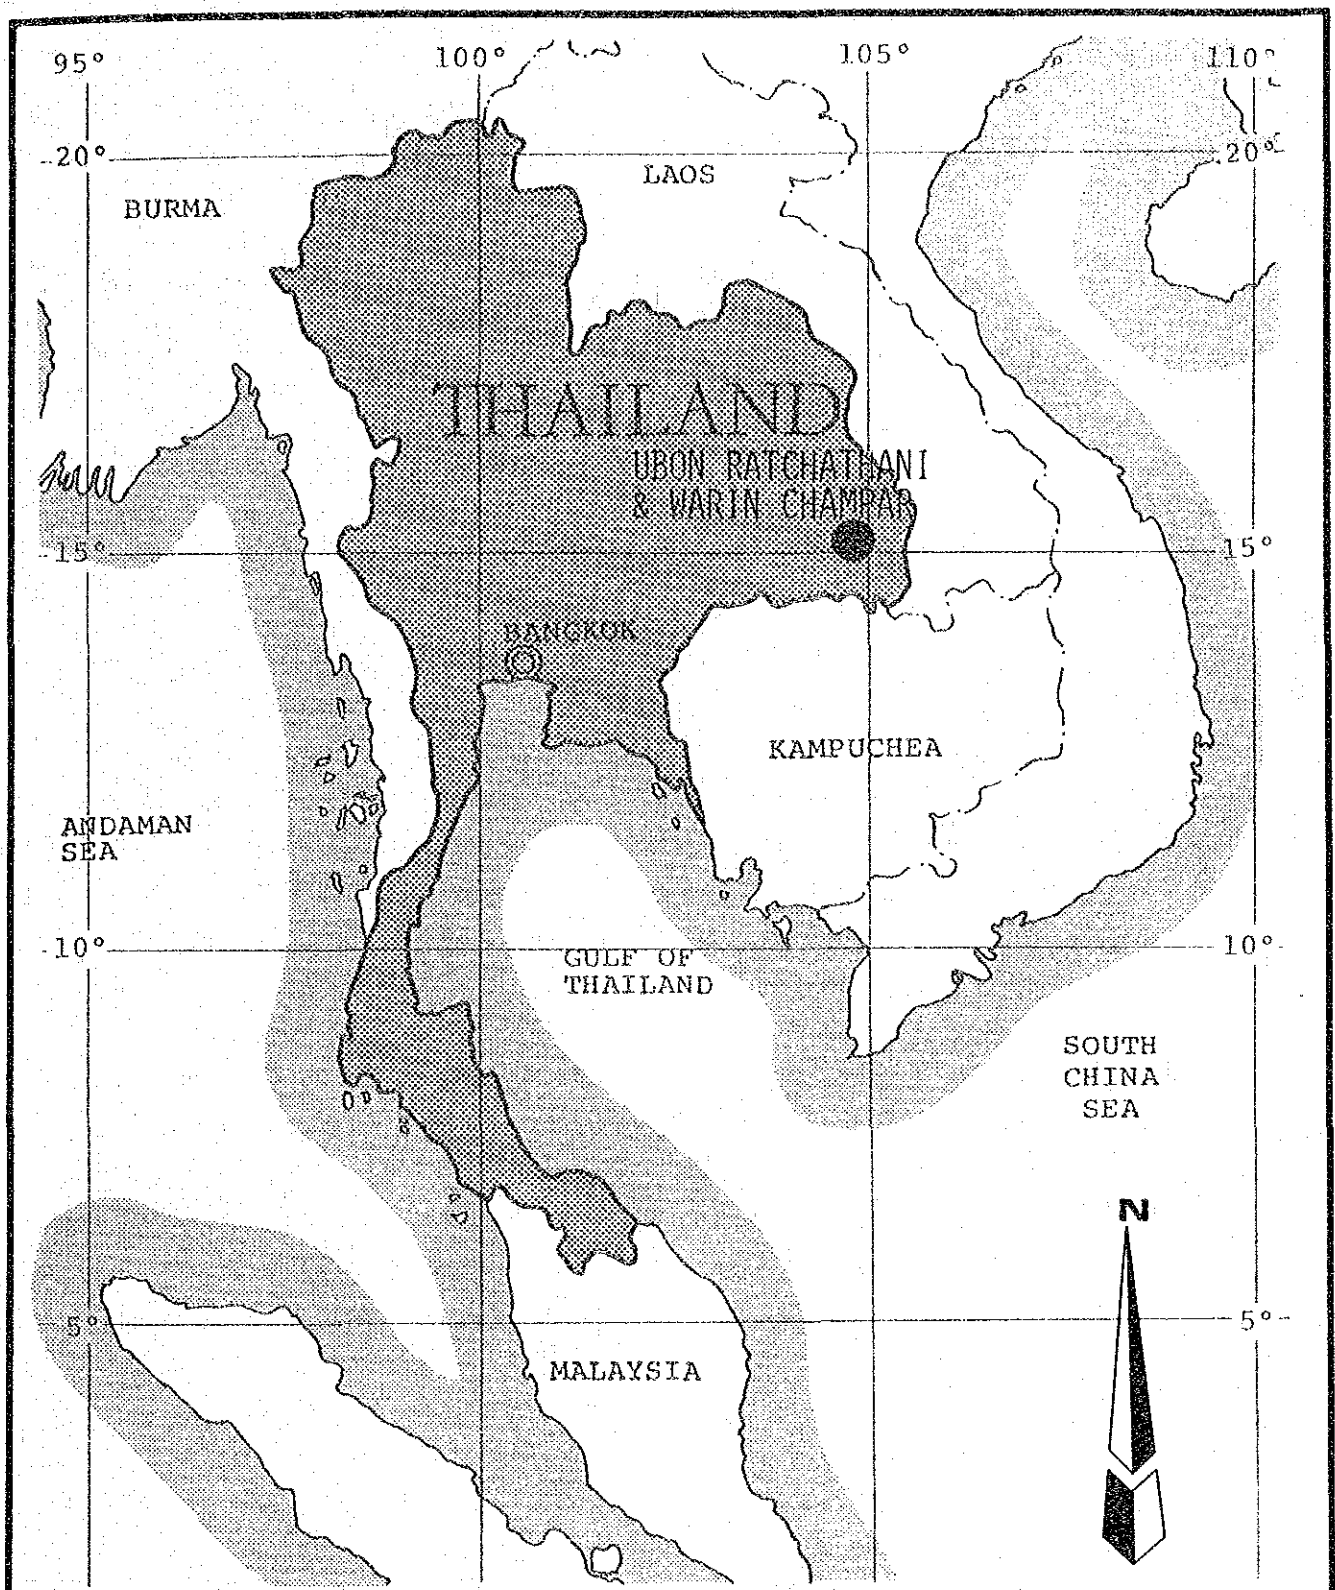 95° 100° 105° 110°
20° 20°
LAOS
BURMA
THAILAND
UBON RATCHATHANI
& WARIN CHAMRAR
15° 15°
BANGKOK
KAMPUCHEA
ANDAMAN
SEA
10° 10°
GULF OF
THAILAND
SOUTH
CHINA
SEA
N
5° 5°
MALAYSIA